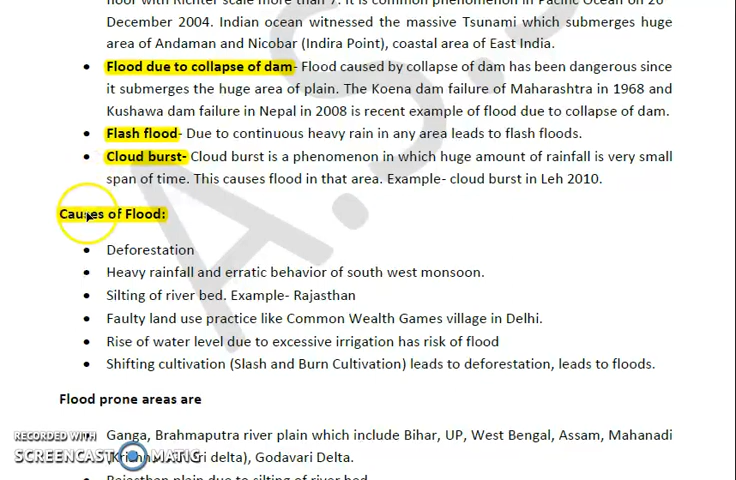 floor with Richter scale more than 7. It is common phenomenon in Pacific Ocean on 26
December 2004. Indian ocean witnessed the massive Tsunami which submerges huge
area of Andaman and Nicobar (Indira Point), coastal area of East India.
• Flood due to collapse of dam- Flood caused by collapse of dam has been dangerous since
it submerges the huge area of plain. The Koena dam failure of Maharashtra in 1968 and
Kushawa dam failure in Nepal in 2008 is recent example of flood due to collapse of dam.
• Flash flood- Due to continuous heavy rain in any area leads to flash floods.
• Cloud burst- Cloud burst is a phenomenon in which huge amount of rainfall is very small
span of time. This causes flood in that area. Example- cloud burst in Leh 2010.
Causes of Flood:
• Deforestation
• Heavy rainfall and erratic behavior of south west monsoon.
• Silting of river bed. Example- Rajasthan
• Faulty land use practice like Common Wealth Games village in Delhi.
• Rise of water level due to excessive irrigation has risk of flood
• Shifting cultivation (Slash and Burn Cultivation) leads to deforestation, leads to floods.
Flood prone areas are
• Ganga, Brahmaputra river plain which include Bihar, UP, West Bengal, Assam, Mahanadi
delta), Godavari Delta.
• Rajasthan plain due to silting of river bed
RECORDED WITH
SCREENCAST MATIC
A.S.